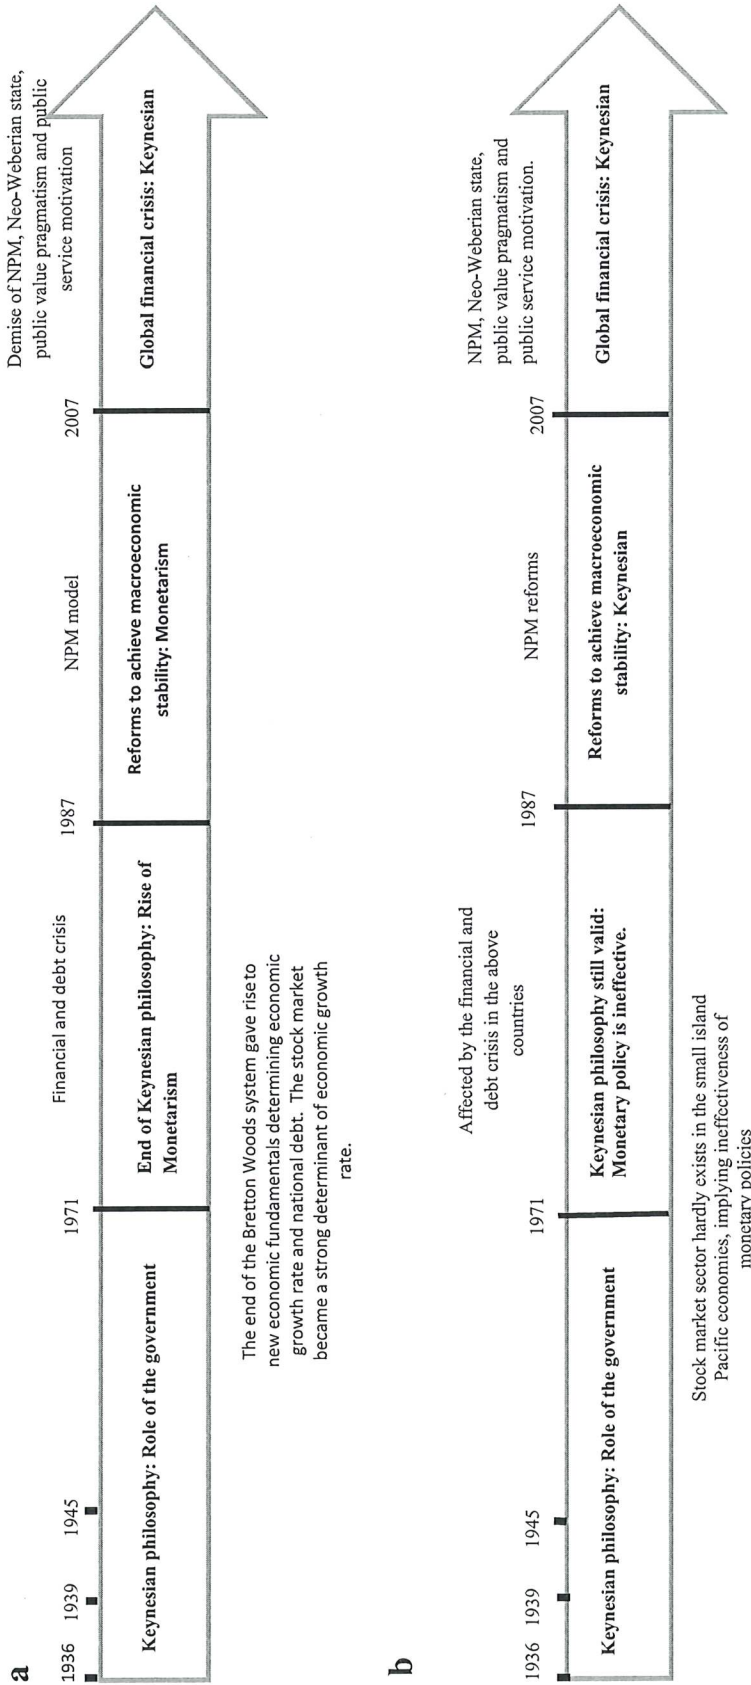 a
Demise of NPM, Neo-Weberian state,
public value pragmatism and public
service motivation
Financial and debt crisis
NPM model
1936
1939
1945
1971
1987
2007
Keynesian philosophy: Role of the government
End of Keynesian philosophy: Rise of
Monetarism
Reforms to achieve macroeconomic
stability: Monetarism
Global financial crisis: Keynesian
The end of the Bretton Woods system gave rise to
new economic fundamentals determining economic
growth rate and national debt. The stock market
became a strong determinant of economic growth
rate.
b
Affected by the financial and
debt crisis in the above
countries
NPM reforms
NPM, Neo-Weberian state,
public value pragmatism and
public service motivation.
1936
1939
1945
1971
1987
2007
Keynesian philosophy: Role of the government
Keynesian philosophy still valid:
Monetary policy is ineffective.
Reforms to achieve macroeconomic
stability: Keynesian
Global financial crisis: Keynesian
Stock market sector hardly exists in the small island
Pacific economies, implying ineffectiveness of
monetary policies